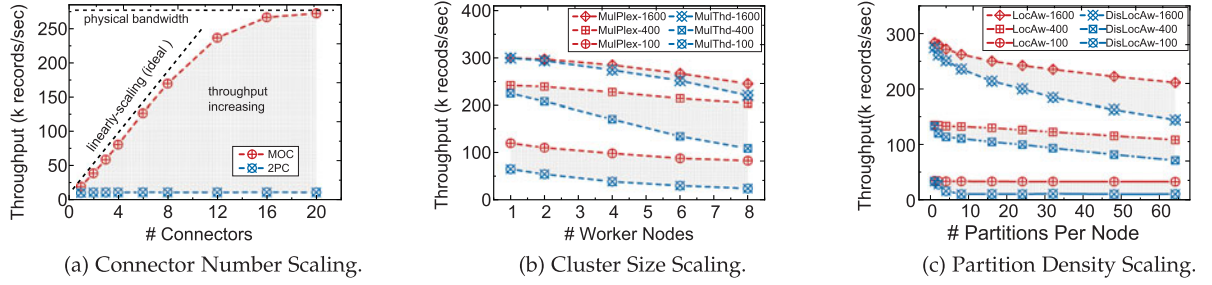 physical bandwidth
250
200
150
100
50
0
0
4
8
12
16
20
Throughput (k records/sec)
linearly-scaling (ideal )
throughput
increasing
MOC
2PC
# Connectors
(a) Connector Number Scaling.
400
300
200
100
0
1
2
4
6
8
Throughput (k recods/sec)
MulPlex-1600
MulPlex-400
MulPlex-100
MulThd-1600
MulThd-400
MulThd-100
# Worker Nodes
(b) Cluster Size Scaling.
300
200
100
0
0
10
20
30
40
50
60
Throughput(k records/sec)
LocAw-1600
LocAw-400
LocAw-100
DisLocAw-1600
DisLocAw-400
DisLocAw-100
# Partitions Per Node
(c) Partition Density Scaling.